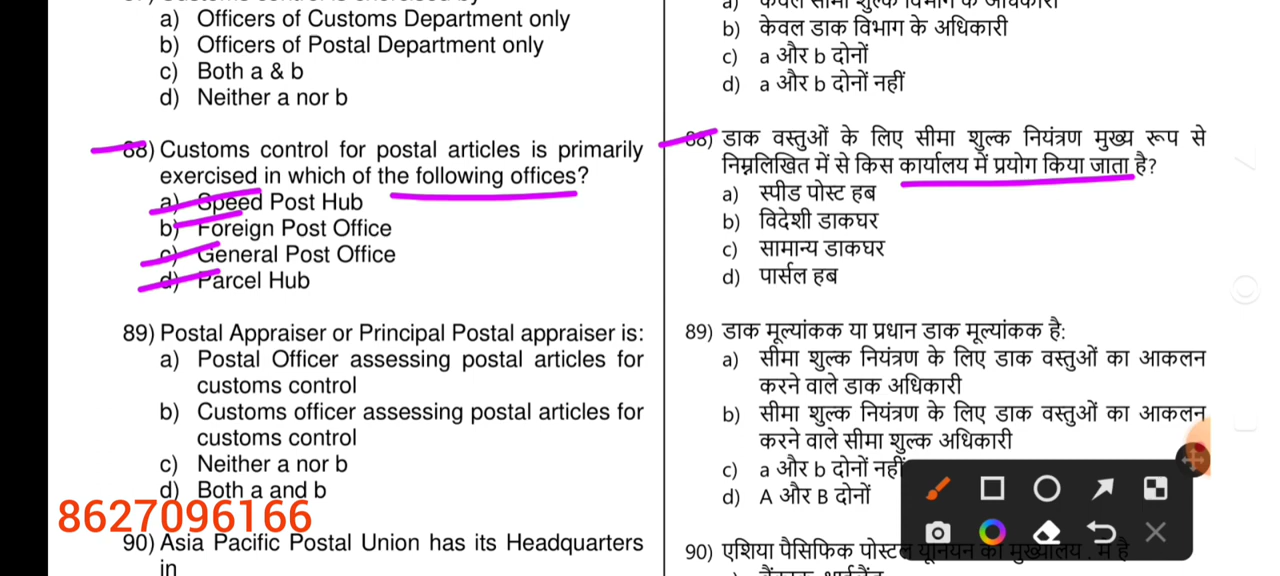 a) Officers of Customs Department only
b) Officers of Postal Department only
c) Both a & b
d) Neither a nor b
88) Customs control for postal articles is primarily
exercised in which of the following offices?
a) Speed Post Hub
b) Foreign Post Office
c) General Post Office
d) Parcel Hub
89) Postal Appraiser or Principal Postal appraiser is:
a) Postal Officer assessing postal articles for
customs control
b) Customs officer assessing postal articles for
customs control
c) Neither a nor b
d) Both a and b
8627096166
90) Asia Pacific Postal Union has its Headquarters
in
b) केवल डाक विभाग के अधिकारी
c) a और b दोनों
d) a और b दोनों नहीं
88) डाक वस्तुओं के लिए सीमा शुल्क नियंत्रण मुख्य रूप से
निम्नलिखित में से किस कार्यालय में प्रयोग किया जाता है?
a) स्पीड पोस्ट हब
b) विदेशी डाकघर
c) सामान्य डाकघर
d) पार्सल हब
89) डाक मूल्यांकक या प्रधान डाक मूल्यांकक है:
a) सीमा शुल्क नियंत्रण के लिए डाक वस्तुओं का आकलन
करने वाले डाक अधिकारी
b) सीमा शुल्क नियंत्रण के लिए डाक वस्तुओं का आकलन
करने वाले सीमा शुल्क अधिकारी
c) a और b दोनों नहीं
d) A और B दोनों
90) एशिया पैसिफिक पोस्टल यूनियन का मुख्यालय . में है